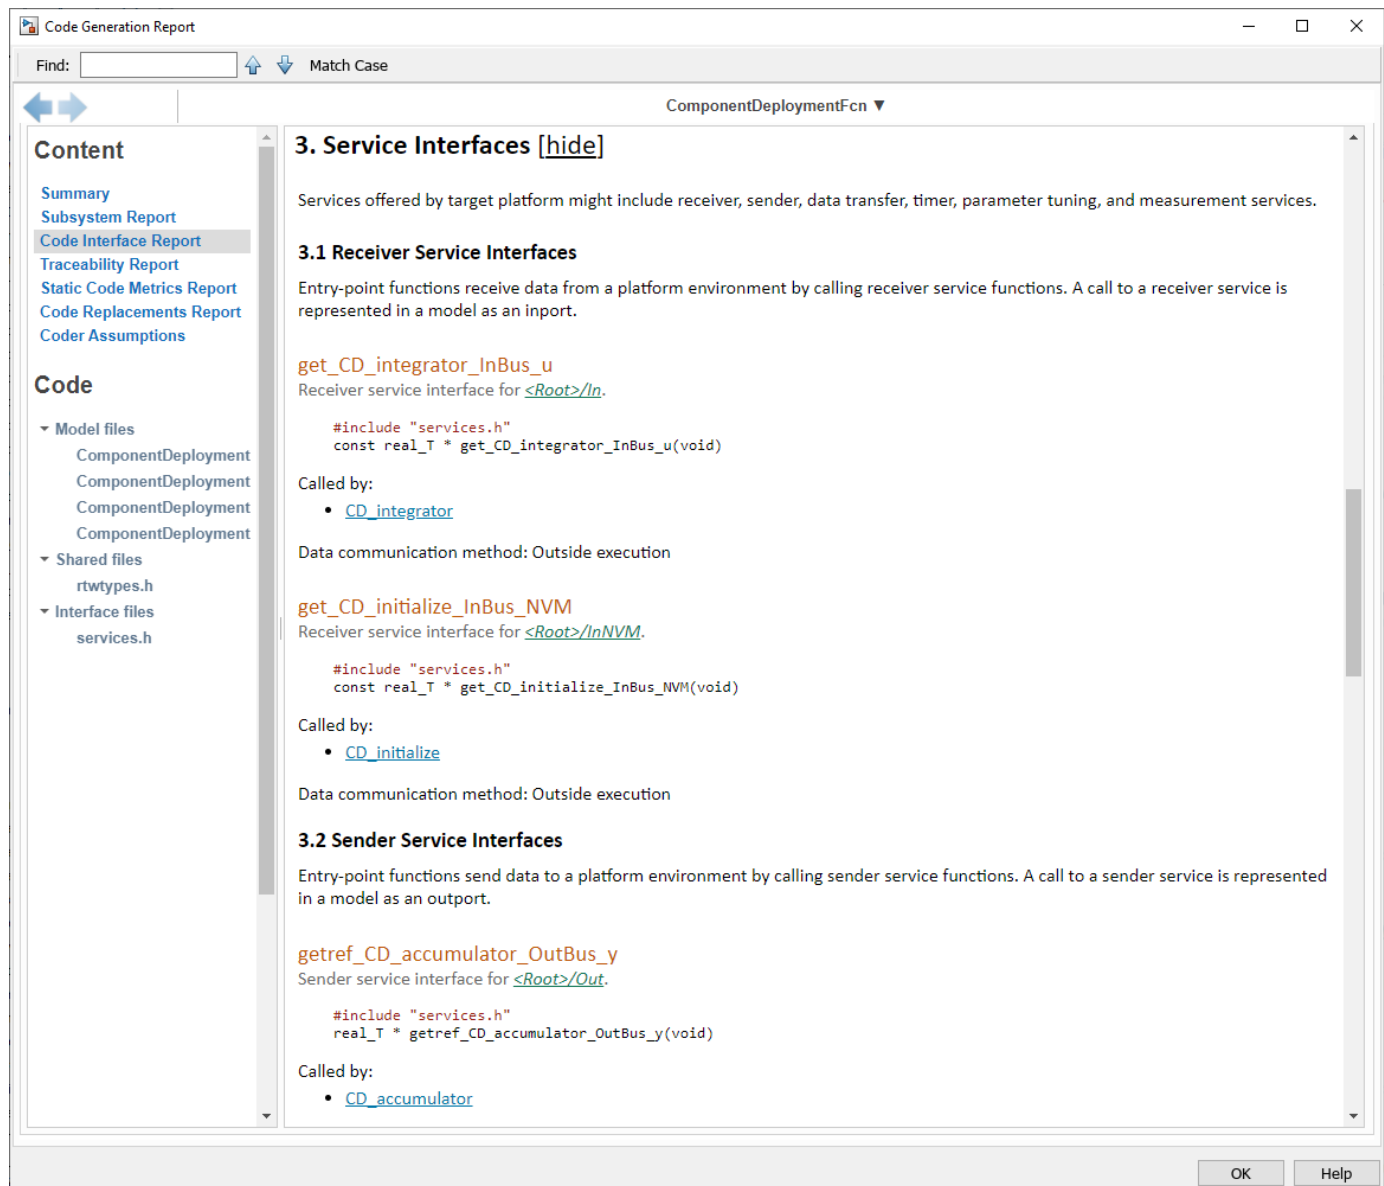 Code Generation Report
Find:
Match Case
ComponentDeploymentFcn ▼
Content
Summary
Subsystem Report
Code Interface Report
Traceability Report
Static Code Metrics Report
Code Replacements Report
Coder Assumptions
Code
Model files
ComponentDeployment
ComponentDeployment
ComponentDeployment
ComponentDeployment
Shared files
rtwtypes.h
Interface files
services.h
3. Service Interfaces [hide]
Services offered by target platform might include receiver, sender, data transfer, timer, parameter tuning, and measurement services.
3.1 Receiver Service Interfaces
Entry-point functions receive data from a platform environment by calling receiver service functions. A call to a receiver service is
represented in a model as an inport.
get_CD_integrator_InBus_u
Receiver service interface for <Root>/In.
#include "services.h"
const real_T * get_CD_integrator_InBus_u(void)
Called by:
• CD_integrator
Data communication method: Outside execution
get_CD_initialize_InBus_NVM
Receiver service interface for <Root>/InNVM.
#include "services.h"
const real_T * get_CD_initialize_InBus_NVM(void)
Called by:
• CD_initialize
Data communication method: Outside execution
3.2 Sender Service Interfaces
Entry-point functions send data to a platform environment by calling sender service functions. A call to a sender service is represented
in a model as an outport.
getref_CD_accumulator_OutBus_y
Sender service interface for <Root>/Out.
#include "services.h"
real_T * getref_CD_accumulator_OutBus_y(void)
Called by:
• CD_accumulator
OK
Help